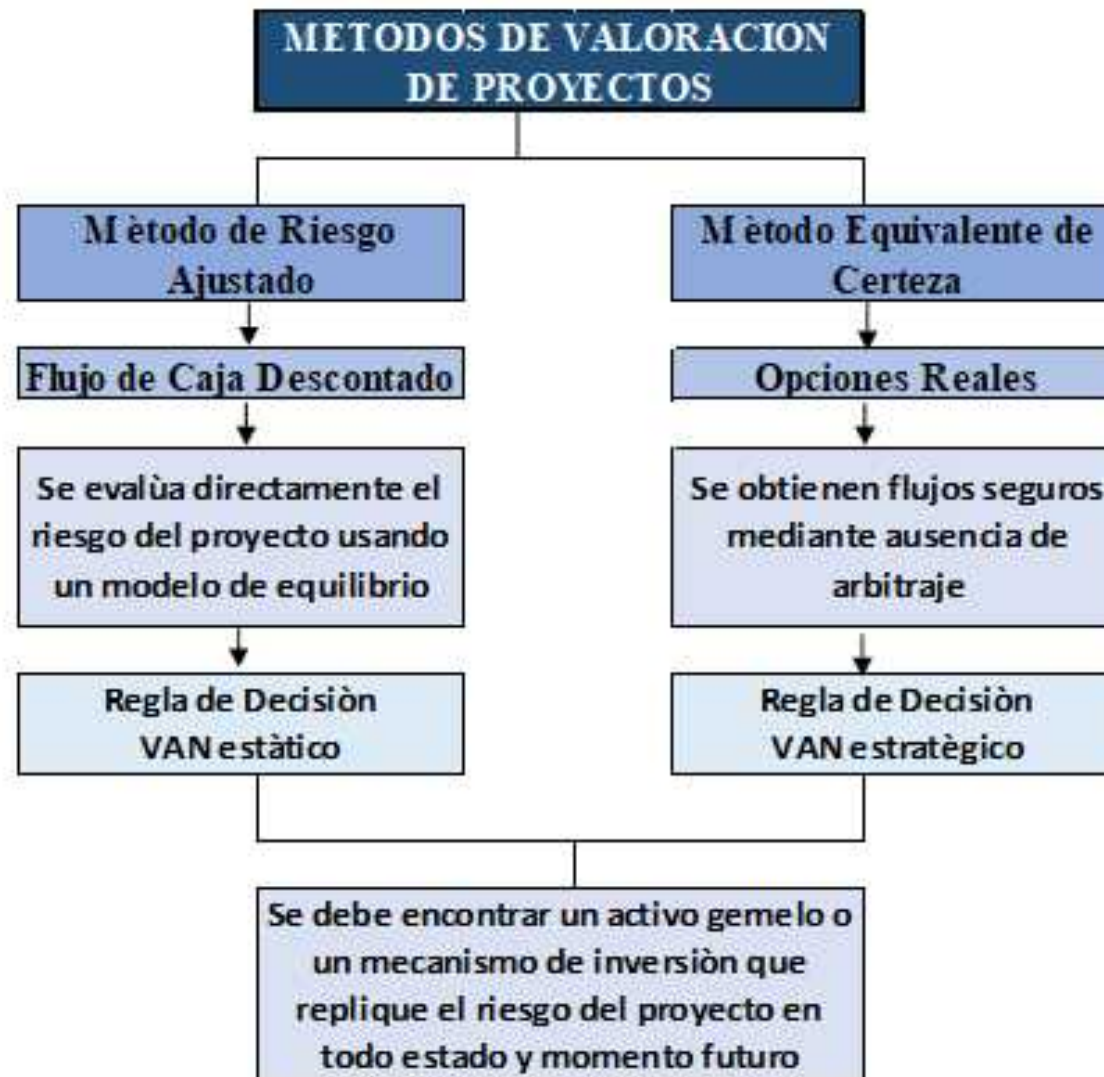 METODOS DE VALORACION
DE PROYECTOS
Mètodo de Riesgo
Ajustado
Flujo de Caja Descontado
Se evalùa directamente el
riesgo del proyecto usando
un modelo de equilibrio
Regla de Decisiòn
VAN estàtico
Mètodo Equivalente de
Certeza
Opciones Reales
Se obtienen flujos seguros
mediante ausencia de
arbitraje
Regla de Decisiòn
VAN estratègico
Se debe encontrar un activo gemelo o
un mecanismo de inversiòn que
replique el riesgo del proyecto en
todo estado y momento futuro